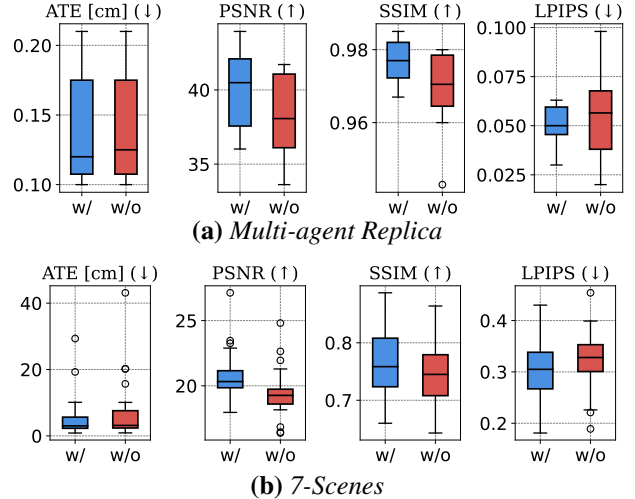 ATE [cm] (↓) PSNR (↑) SSIM (↑) LPIPS (↓)
0.20 0.15 0.10 40 35 0.98 0.96 0.100 0.075 0.050 0.025
w/ w/o w/ w/o w/ w/o w/ w/o
(a) Multi-agent Replica
ATE [cm] (↓) PSNR (↑) SSIM (↑) LPIPS (↓)
40 20 0 25 20 0.8 0.7 0.4 0.3 0.2
w/ w/o w/ w/o w/ w/o w/ w/o
(b) 7-Scenes